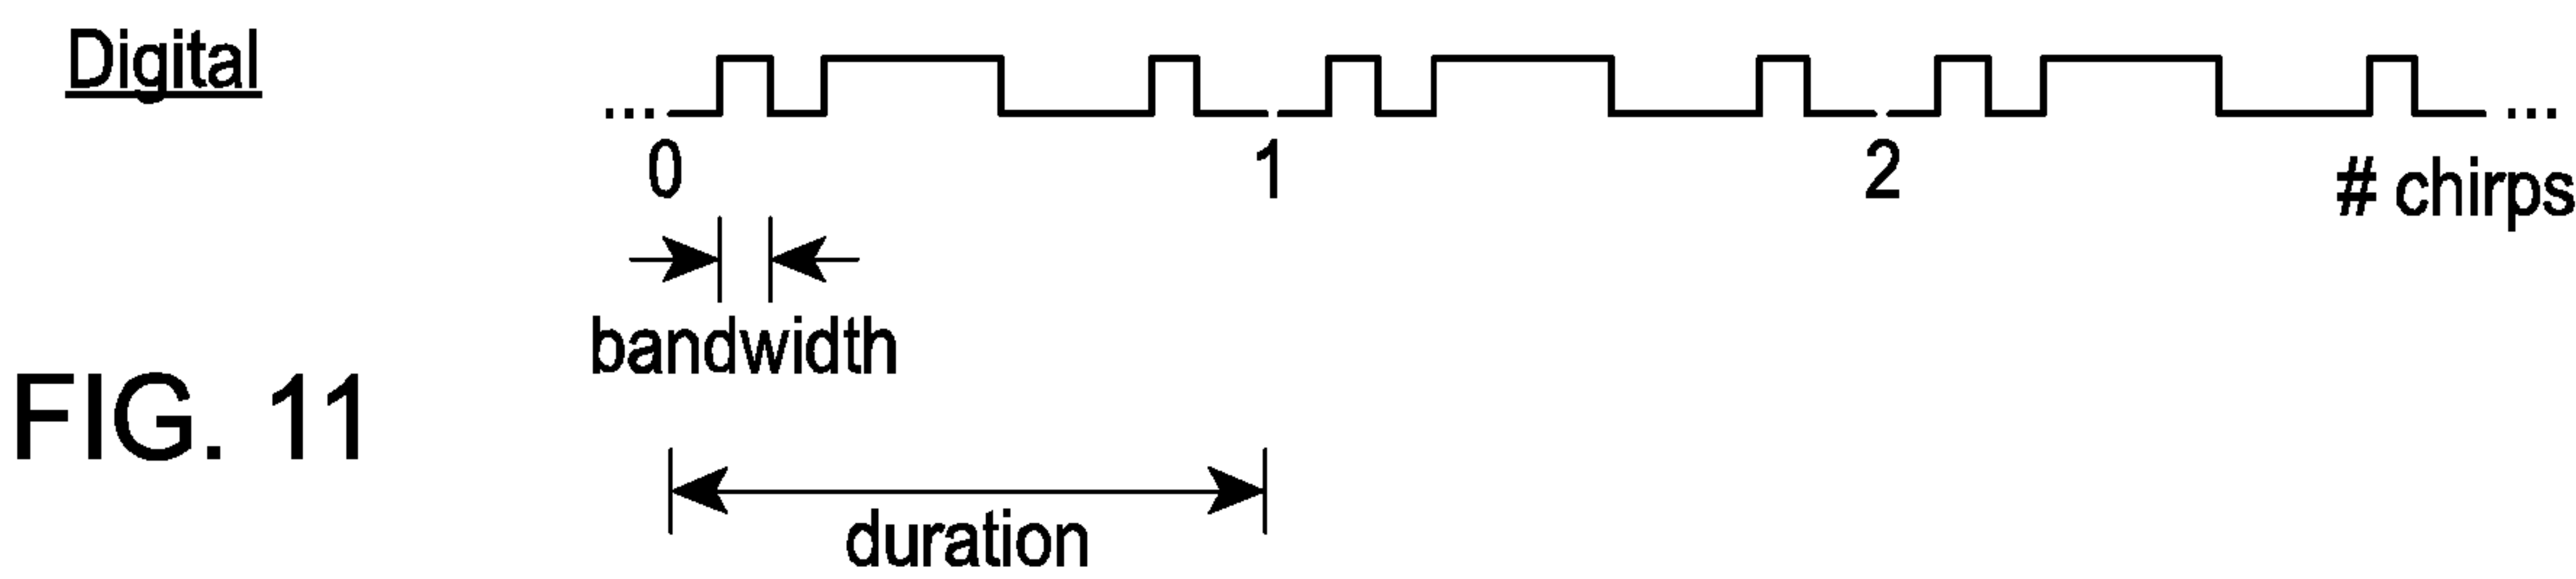 Digital
... ...
0 1 2 # chirps
bandwidth
FIG. 11
duration